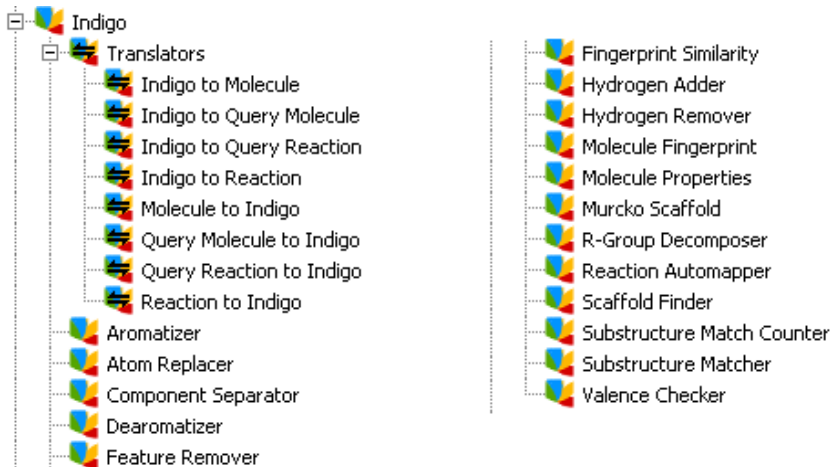 Indigo
Translators
Indigo to Molecule
Indigo to Query Molecule
Indigo to Query Reaction
Indigo to Reaction
Molecule to Indigo
Query Molecule to Indigo
Query Reaction to Indigo
Reaction to Indigo
Aromatizer
Atom Replacer
Component Separator
Dearomatizer
Feature Remover
Fingerprint Similarity
Hydrogen Adder
Hydrogen Remover
Molecule Fingerprint
Molecule Properties
Murcko Scaffold
R-Group Decomposer
Reaction Automapper
Scaffold Finder
Substructure Match Counter
Substructure Matcher
Valence Checker